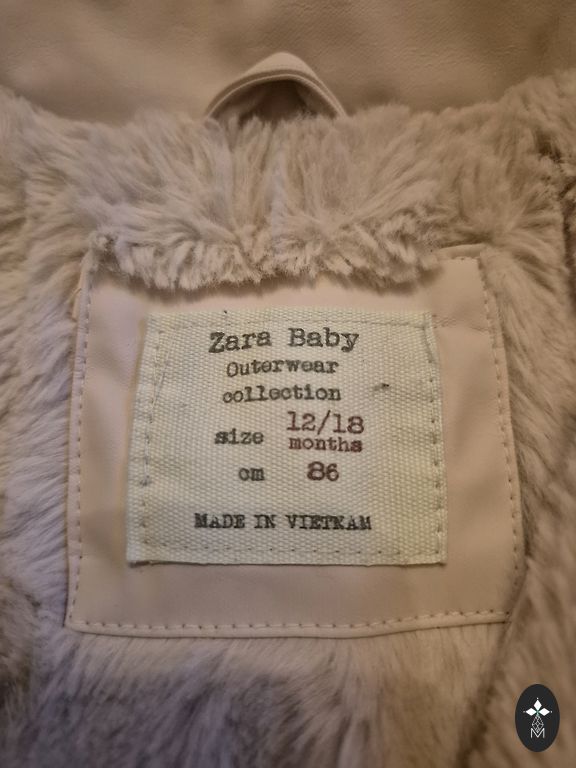 Zara Baby
Outerwear
collection
size 12/18
months
cm 86
MADE IN VIETNAM
M